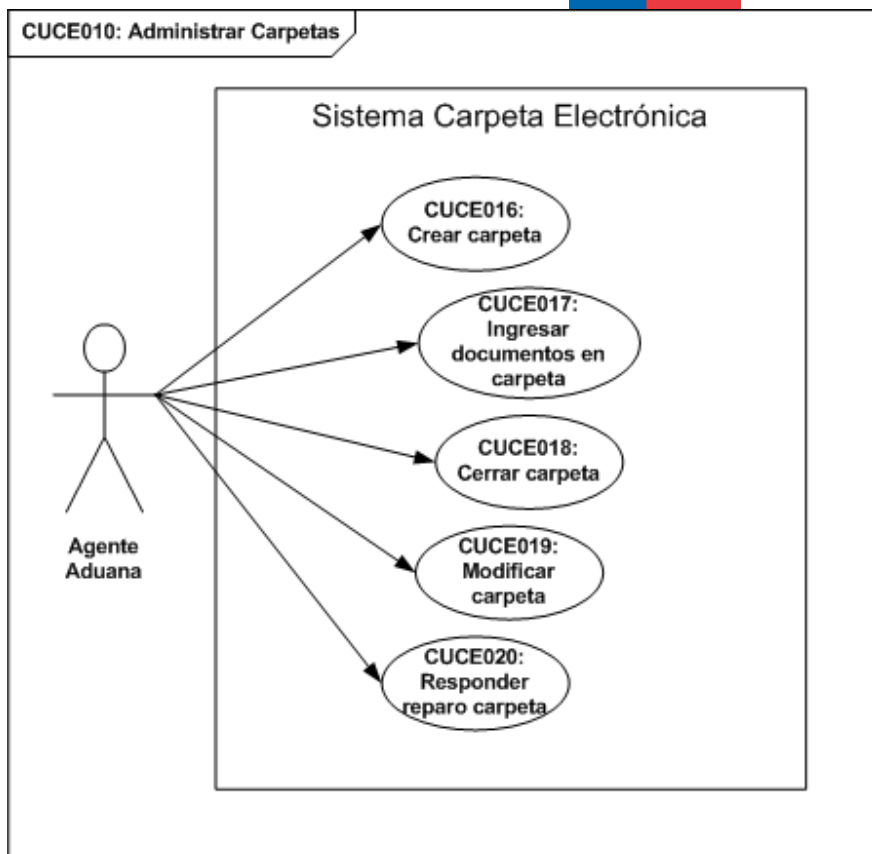 CUCE010: Administrar Carpetas
Sistema Carpeta Electrónica
CUCE016:
Crear carpeta
CUCE017:
Ingresar
documentos en
carpeta
CUCE018:
Cerrar carpeta
CUCE019:
Modificar
carpeta
CUCE020:
Responder
reparo carpeta
Agente
Aduana